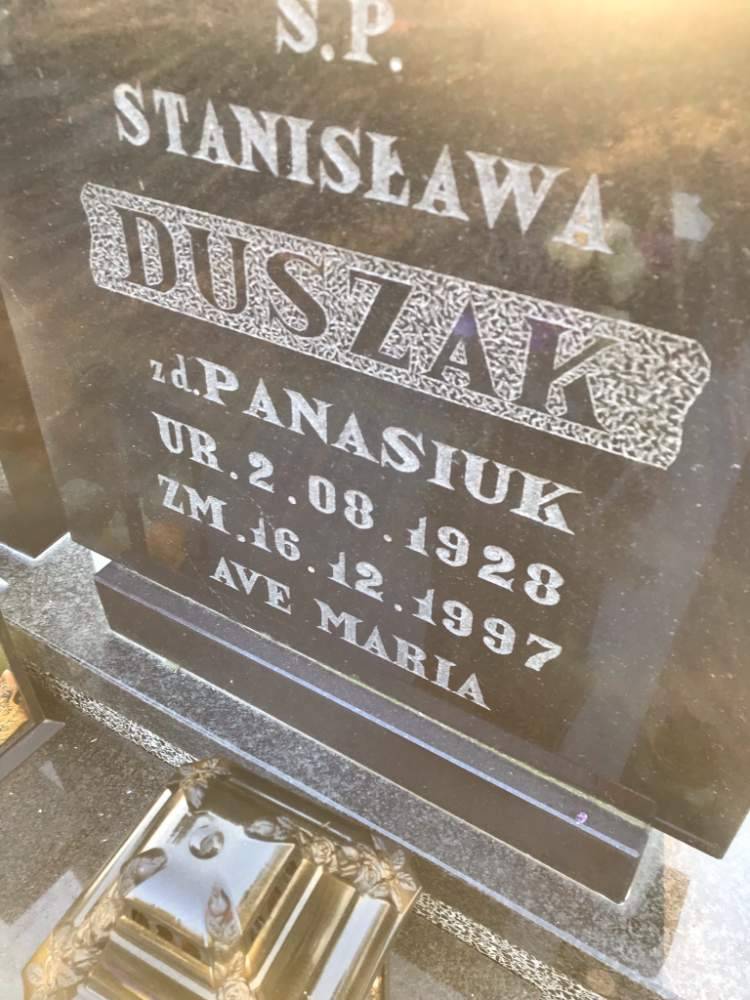 S.P.
STANISŁAWA
DUSZAK
zd. PANASIUK
UR. 2. 08. 1928
ZM. 16. 12. 1997
AVE MARIA